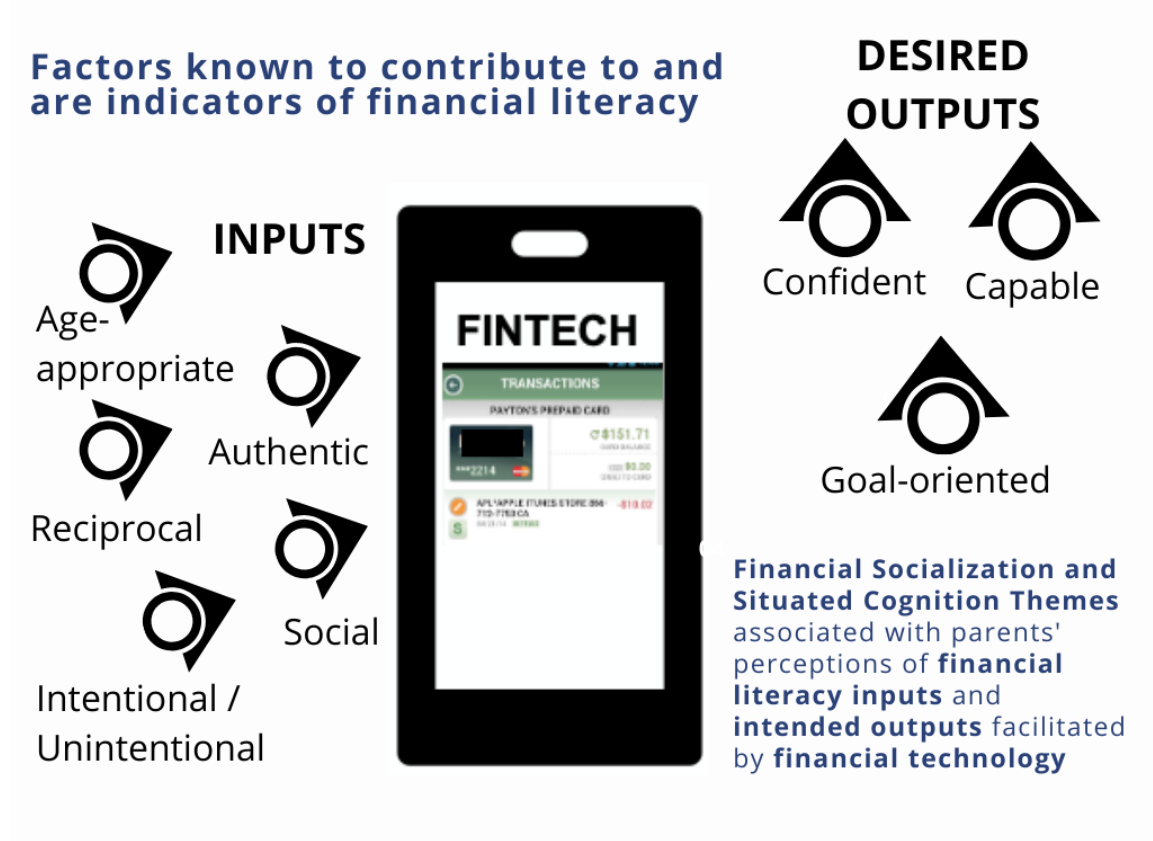 Factors known to contribute to and
are indicators of financial literacy
DESIRED
OUTPUTS
Confident
Capable
Goal-oriented
INPUTS
Age-
appropriate
Authentic
Reciprocal
Social
Intentional /
Unintentional
FINTECH
TRANSACTIONS
PAYTON'S PREPAID CARD
$151.71
2214
$0.00
APL*APPLE ITUNES STORE 866-
712-7753 CA
-$10.02
S
Financial Socialization and
Situated Cognition Themes
associated with parents'
perceptions of financial
literacy inputs and
intended outputs facilitated
by financial technology